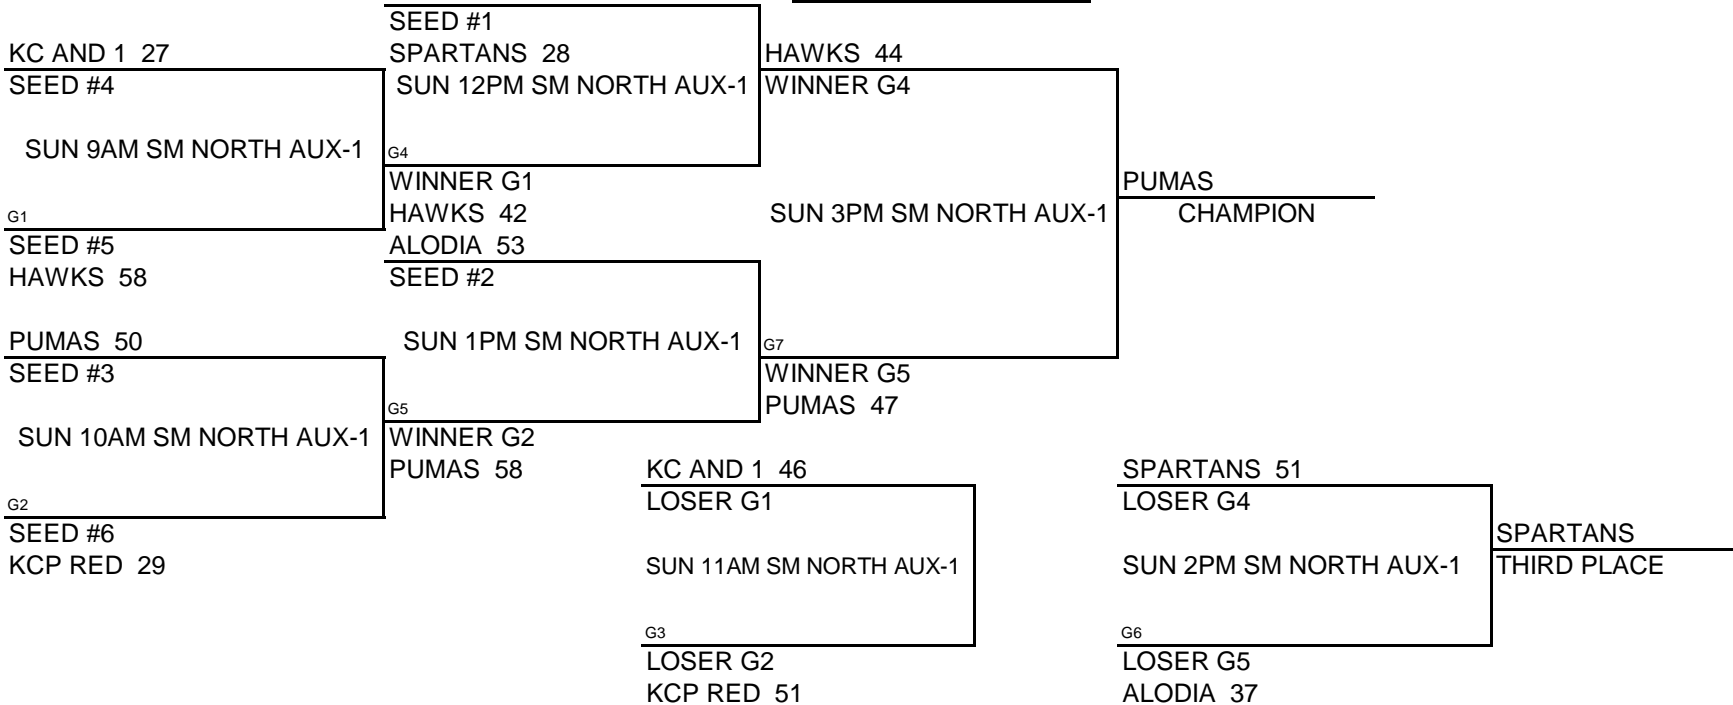 SEED #1
KC AND 1  27
SPARTANS  28
HAWKS  44
SEED #4
SUN 12PM SM NORTH AUX-1
WINNER G4
SUN 9AM SM NORTH AUX-1
G4
WINNER G1
PUMAS
G1
HAWKS  42
SUN 3PM SM NORTH AUX-1
CHAMPION
SEED #5
ALODIA  53
HAWKS  58
SEED #2
PUMAS  50
SUN 1PM SM NORTH AUX-1
G7
SEED #3
WINNER G5
G5
PUMAS  47
SUN 10AM SM NORTH AUX-1
WINNER G2
PUMAS  58
KC AND 1  46
SPARTANS  51
G2
LOSER G1
LOSER G4
SEED #6
SPARTANS
KCP RED  29
SUN 11AM SM NORTH AUX-1
SUN 2PM SM NORTH AUX-1
THIRD PLACE
G3
G6
LOSER G2
LOSER G5
KCP RED  51
ALODIA  37